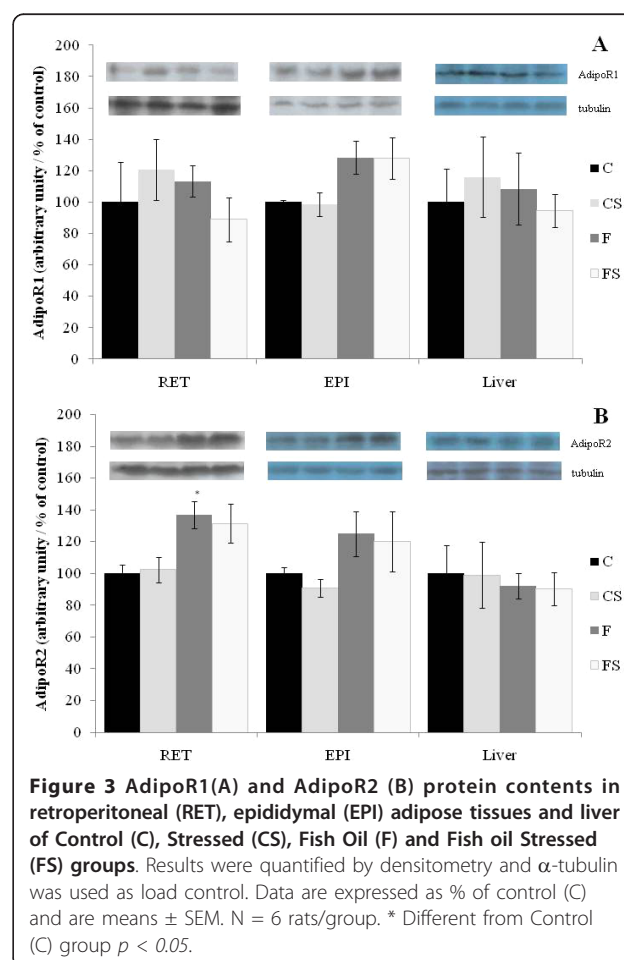 A
AdipoR1
tubulin
200
180
160
140
120
100
80
60
40
20
0
AdipoR1 (arbitrary unity / % of control)
C
CS
F
FS
RET EPI Liver
B
AdipoR2
tubulin
200
180
160
140
120
100
80
60
40
20
0
AdipoR2 (arbitrary unity / % of control)
*
C
CS
F
FS
RET EPI Liver
Figure 3 AdipoR1(A) and AdipoR2 (B) protein contents in
retroperitoneal (RET), epididymal (EPI) adipose tissues and liver
of Control (C), Stressed (CS), Fish Oil (F) and Fish oil Stressed
(FS) groups. Results were quantified by densitometry and α-tubulin
was used as load control. Data are expressed as % of control (C)
and are means ± SEM. N = 6 rats/group. * Different from Control
(C) group p < 0.05.